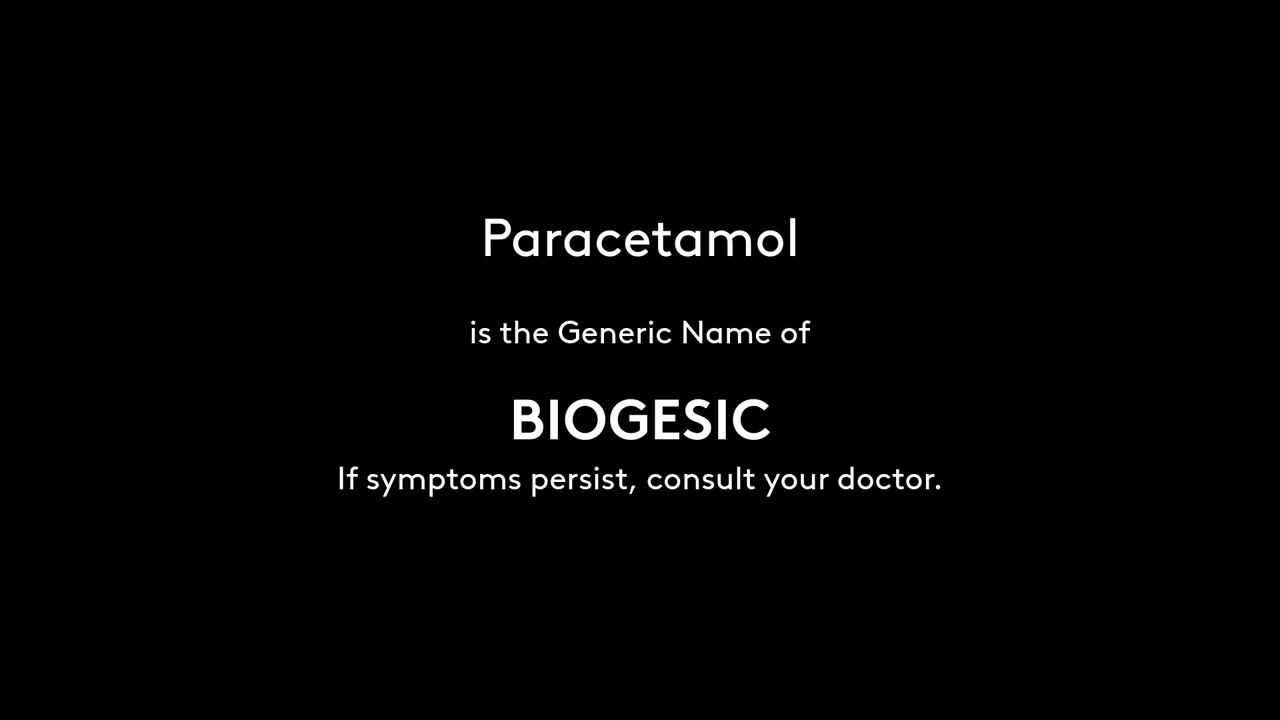 Paracetamol
is the Generic Name of
BIOGESIC
If symptoms persist, consult your doctor.